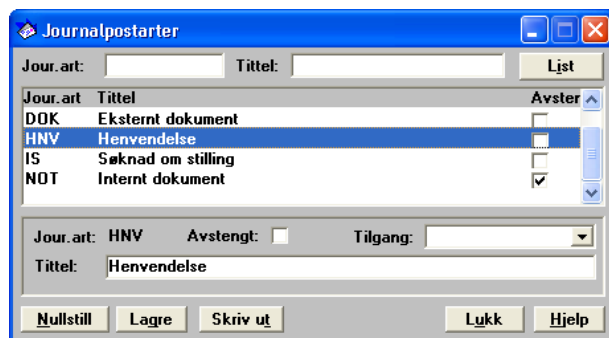 Journalpostarter
Jour.art: Tittel: List
Jour.art Tittel Avster
DOK Eksternt dokument
HNV Henvendelse
IS Søknad om stilling
NOT Internt dokument
Jour.art: HNV Avstengt: Tilgang:
Tittel: Henvendelse
Nullstill Lagre Skriv ut Lukk Hjelp